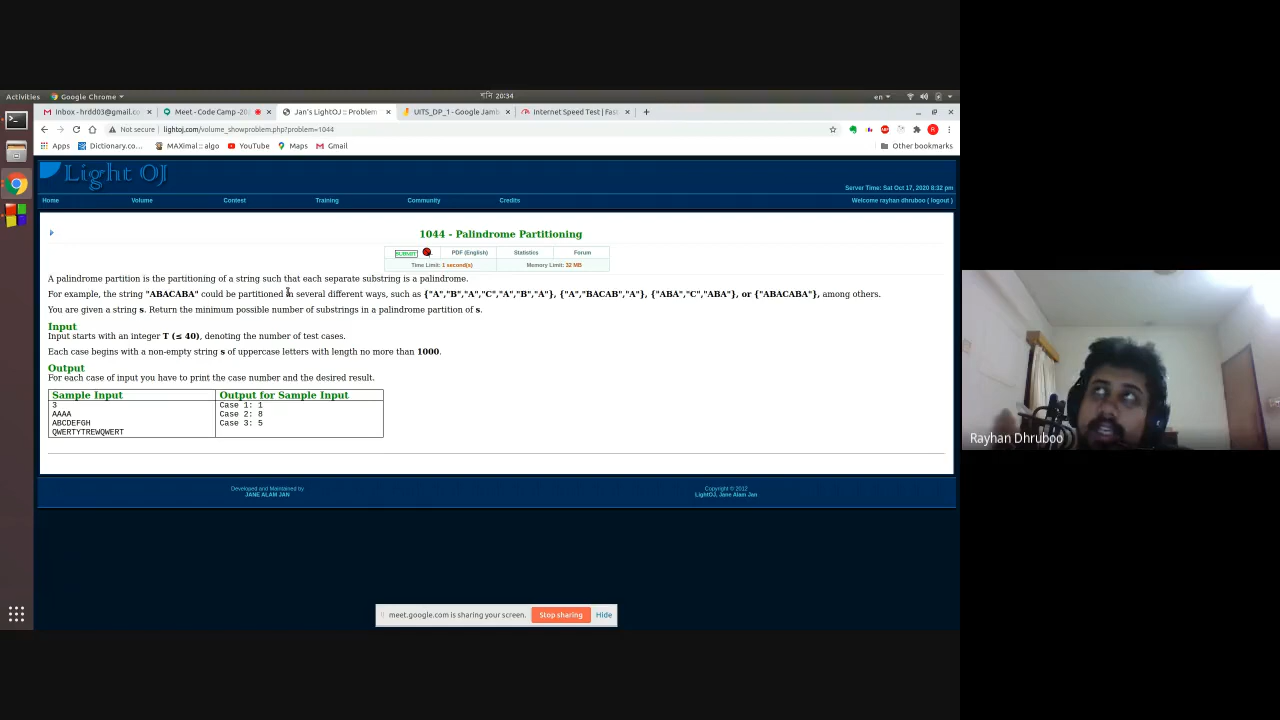 Activities
Google Chrome
শনি 20:34
en
Inbox - hrdd03@gmail.co
Meet - Code Camp -20
Jan's LightOJ :: Problem
UITS_DP_1 - Google Jamb
Internet Speed Test | Fas
Not secure
lightoj.com/volume_showproblem.php?problem=1044
Apps
Dictionary.co...
MAXimal :: algo
YouTube
Maps
Gmail
Other bookmarks
Light OJ
Server Time: Sat Oct 17, 2020 8:32 pm
Home
Volume
Contest
Training
Community
Credits
Welcome rayhan dhruboo ( logout )
1044 - Palindrome Partitioning
SUBMIT
PDF (English)
Statistics
Forum
Time Limit: 1 second(s)
Memory Limit: 32 MB
A palindrome partition is the partitioning of a string such that each separate substring is a palindrome.
For example, the string "ABACABA" could be partitioned in several different ways, such as {"A","B","A","C","A","B","A"}, {"A","BACAB","A"}, {"ABA","C","ABA"}, or {"ABACABA"}, among others.
You are given a string s. Return the minimum possible number of substrings in a palindrome partition of s.
Input
Input starts with an integer T (≤ 40), denoting the number of test cases.
Each case begins with a non-empty string s of uppercase letters with length no more than 1000.
Output
For each case of input you have to print the case number and the desired result.
Sample Input
Output for Sample Input
3
AAAA
ABCDEFGH
QWERTYTREWQWERT
Case 1: 1
Case 2: 8
Case 3: 5
Developed and Maintained by
JANE ALAM JAN
Copyright © 2012
LightOJ, Jane Alam Jan
meet.google.com is sharing your screen.
Stop sharing
Hide
Rayhan Dhruboo